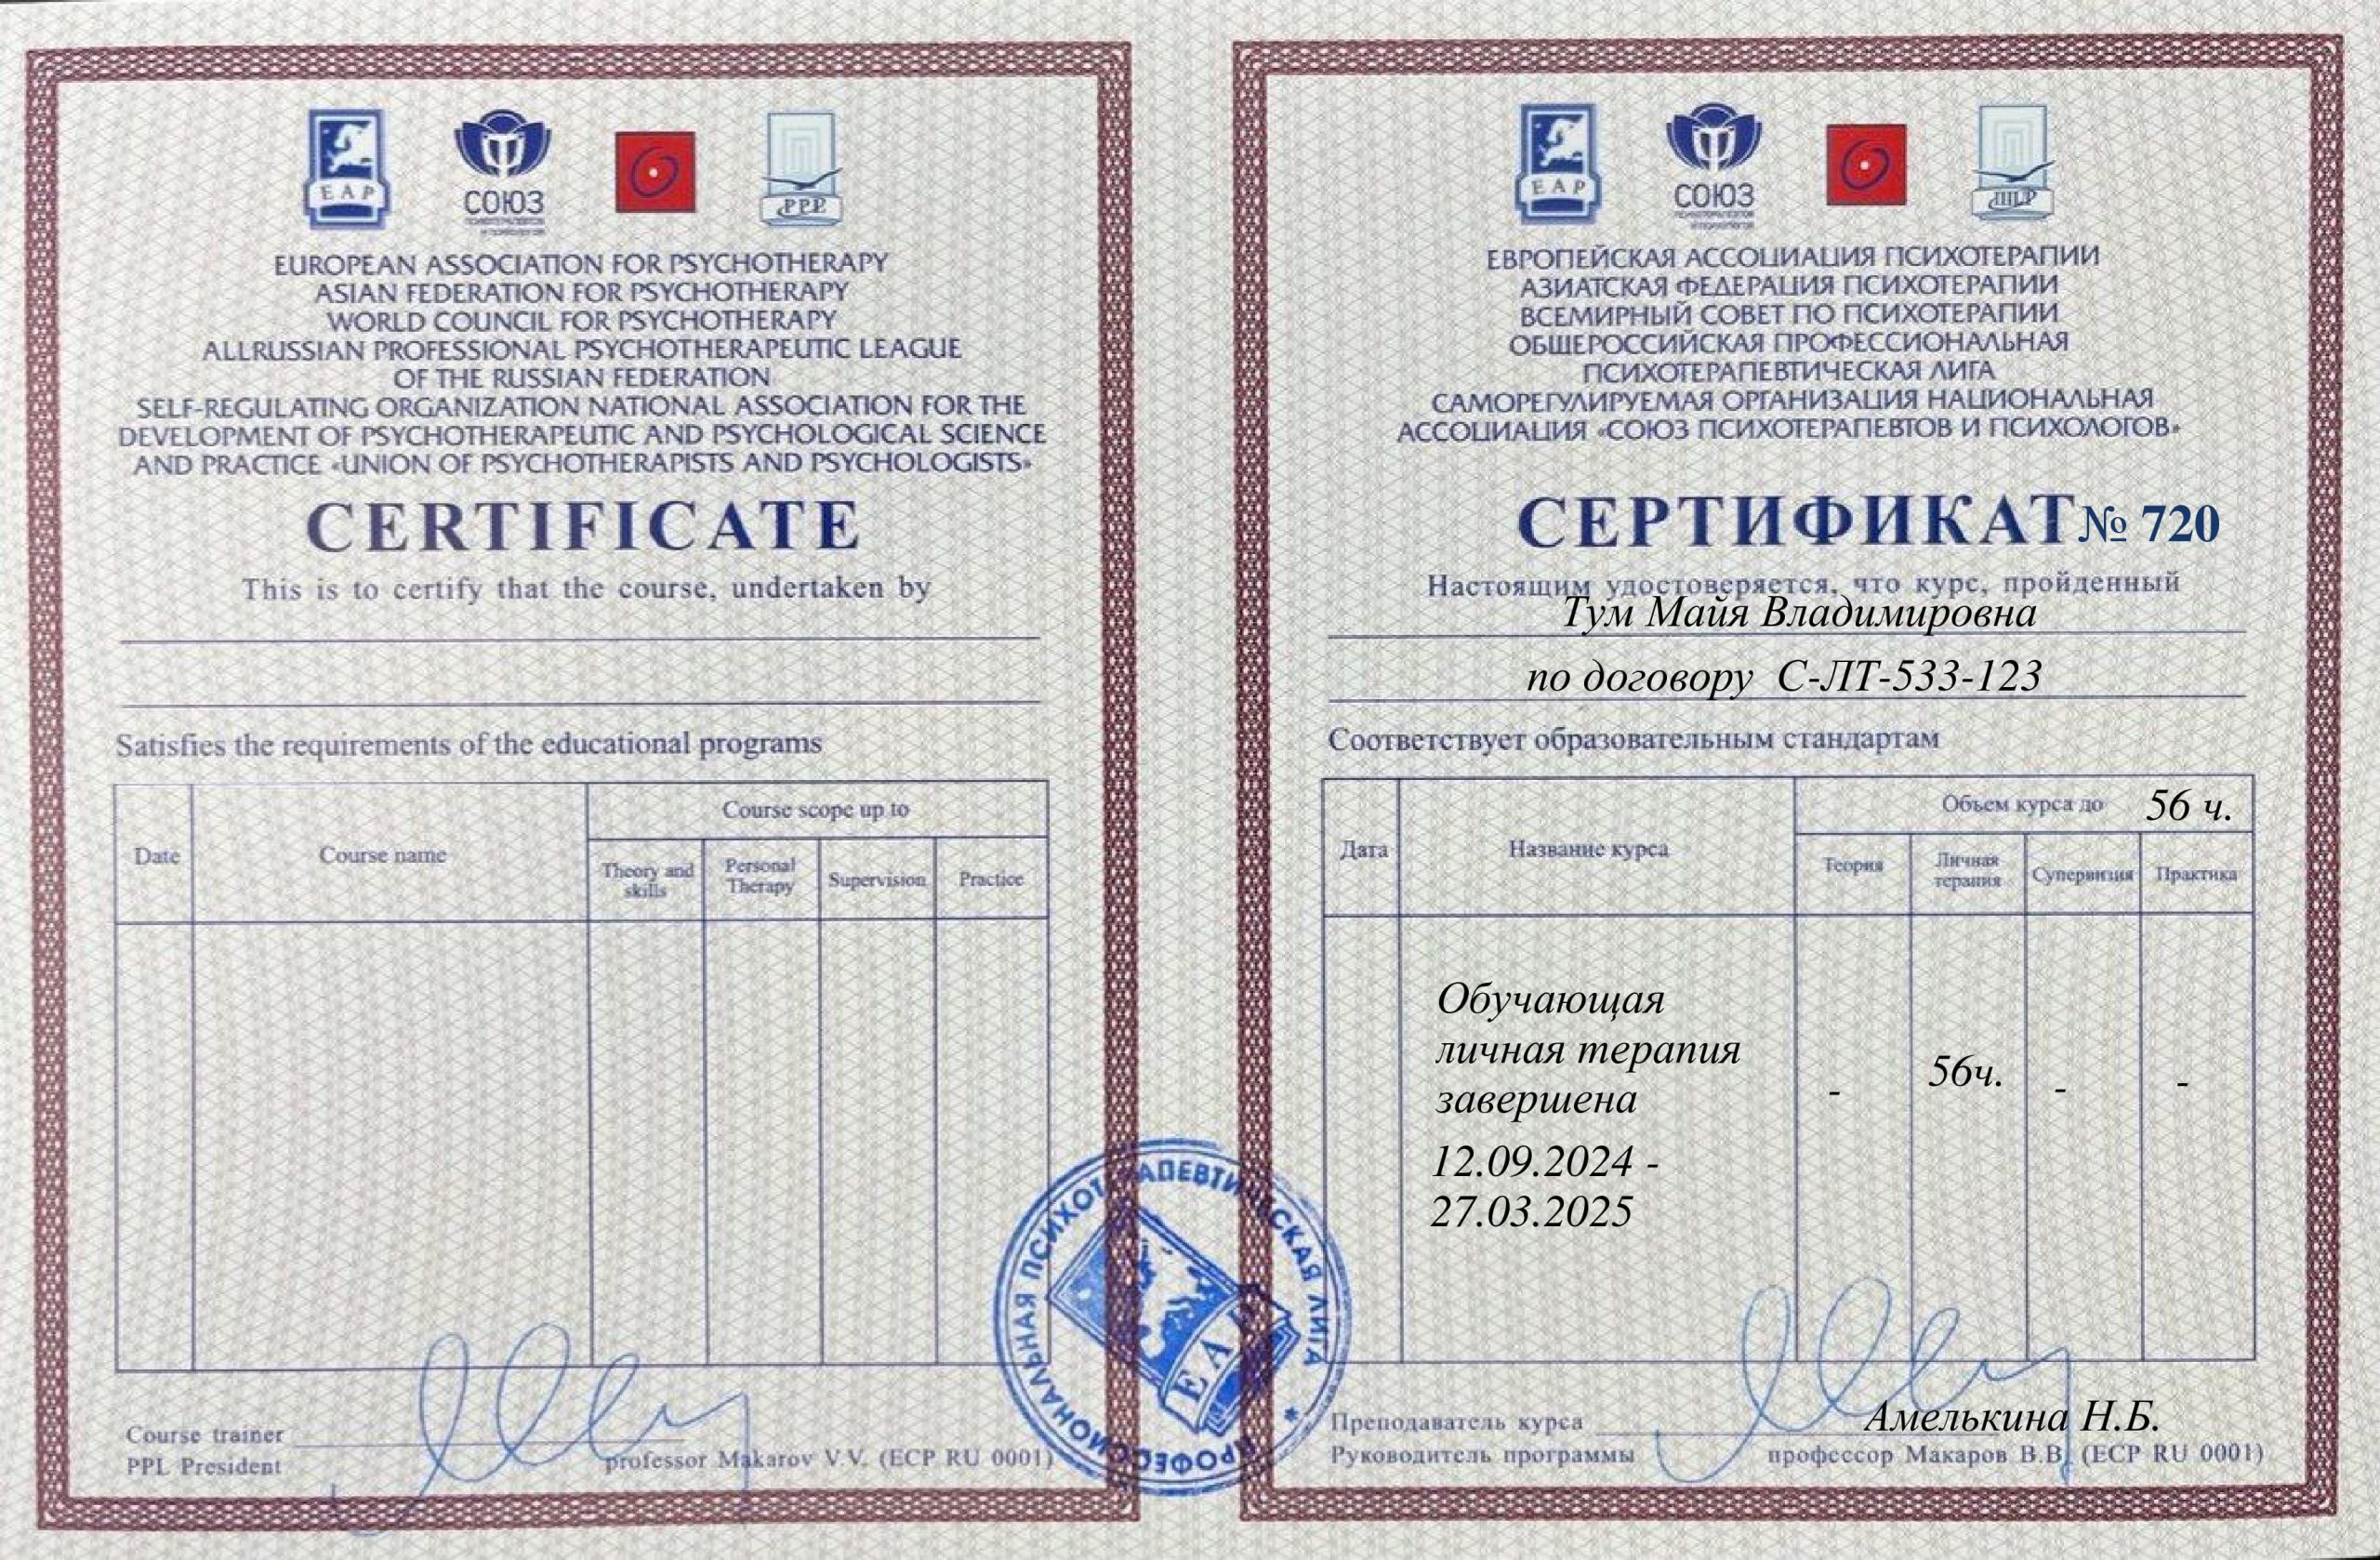 EAP
СОЮЗ
PPL
EUROPEAN ASSOCIATION FOR PSYCHOTHERAPY
ASIAN FEDERATION FOR PSYCHOTHERAPY
WORLD COUNCIL FOR PSYCHOTHERAPY
ALLRUSSIAN PROFESSIONAL PSYCHOTHERAPEUTIC LEAGUE
OF THE RUSSIAN FEDERATION
SELF-REGULATING ORGANIZATION NATIONAL ASSOCIATION FOR THE
DEVELOPMENT OF PSYCHOTHERAPEUTIC AND PSYCHOLOGICAL SCIENCE
AND PRACTICE «UNION OF PSYCHOTHERAPISTS AND PSYCHOLOGISTS»
CERTIFICATE
This is to certify that the course, undertaken by
Satisfies the requirements of the educational programs
Date
Course name
Course scope up to
Theory and
skills
Personal
Therapy
Supervision
Practice
Course trainer
PPL President
professor Makarov V.V. (ECP RU 0001)
ПРОФЕССИОНАЛЬНАЯ ПСИХОТЕРАПЕВТИЧЕСКАЯ ЛИГА *
EAP
EAP
СОЮЗ
ППЛ
ЕВРОПЕЙСКАЯ АССОЦИАЦИЯ ПСИХОТЕРАПИИ
АЗИАТСКАЯ ФЕДЕРАЦИЯ ПСИХОТЕРАПИИ
ВСЕМИРНЫЙ СОВЕТ ПО ПСИХОТЕРАПИИ
ОБЩЕРОССИЙСКАЯ ПРОФЕССИОНАЛЬНАЯ
ПСИХОТЕРАПЕВТИЧЕСКАЯ ЛИГА
САМОРЕГУЛИРУЕМАЯ ОРГАНИЗАЦИЯ НАЦИОНАЛЬНАЯ
АССОЦИАЦИЯ «СОЮЗ ПСИХОТЕРАПЕВТОВ И ПСИХОЛОГОВ»
СЕРТИФИКАТ № 720
Настоящим удостоверяется, что курс, пройденный
Тум Майя Владимировна
по договору С-ЛТ-533-123
Соответствует образовательным стандартам
Дата
Название курса
Объем курса до 56 ч.
Теория
Личная
терапия
Супервизия
Практика
Обучающая
личная терапия
завершена
12.09.2024 -
27.03.2025
- 56ч. - -
Преподаватель курса Амелькина Н.Б.
Руководитель программы профессор Макаров В.В. (ECP RU 0001)